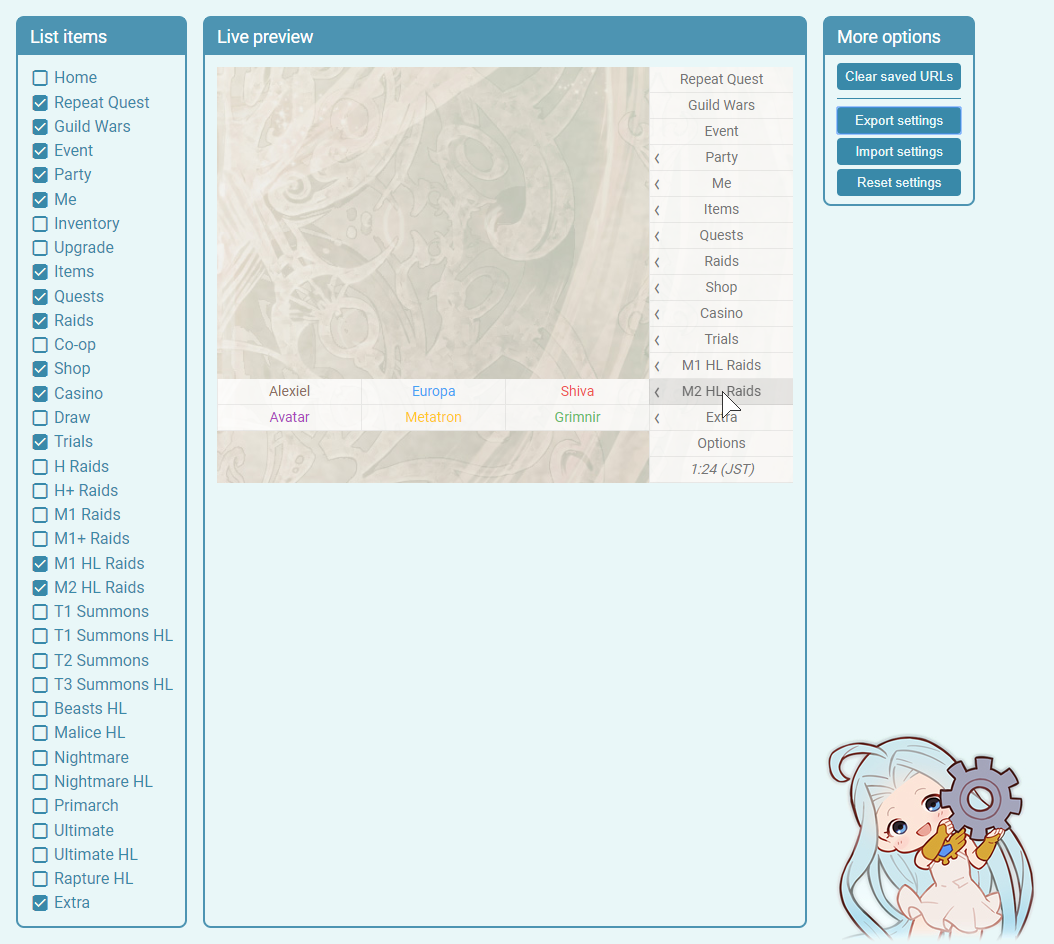 List items
Home
Repeat Quest
Guild Wars
Event
Party
Me
Inventory
Upgrade
Items
Quests
Raids
Co-op
Shop
Casino
Draw
Trials
H Raids
H+ Raids
M1 Raids
M1+ Raids
M1 HL Raids
M2 HL Raids
T1 Summons
T1 Summons HL
T2 Summons
T3 Summons HL
Beasts HL
Malice HL
Nightmare
Nightmare HL
Primarch
Ultimate
Ultimate HL
Rapture HL
Extra
Live preview
Repeat Quest
Guild Wars
Event
Party
Me
Items
Quests
Raids
Shop
Casino
Trials
M1 HL Raids
Alexiel Europa Shiva M2 HL Raids
Avatar Metatron Grimnir Extra
Options
1:24 (JST)
More options
Clear saved URLs
Export settings
Import settings
Reset settings